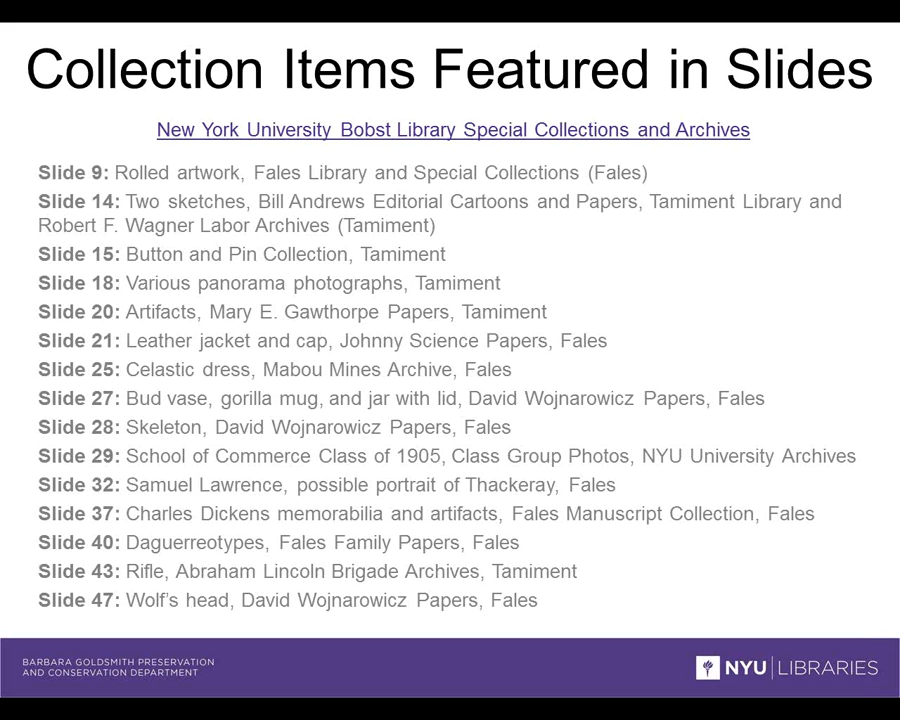 Collection Items Featured in Slides
New York University Bobst Library Special Collections and Archives
Slide 9: Rolled artwork, Fales Library and Special Collections (Fales)
Slide 14: Two sketches, Bill Andrews Editorial Cartoons and Papers, Tamiment Library and
Robert F. Wagner Labor Archives (Tamiment)
Slide 15: Button and Pin Collection, Tamiment
Slide 18: Various panorama photographs, Tamiment
Slide 20: Artifacts, Mary E. Gawthorpe Papers, Tamiment
Slide 21: Leather jacket and cap, Johnny Science Papers, Fales
Slide 25: Celastic dress, Mabou Mines Archive, Fales
Slide 27: Bud vase, gorilla mug, and jar with lid, David Wojnarowicz Papers, Fales
Slide 28: Skeleton, David Wojnarowicz Papers, Fales
Slide 29: School of Commerce Class of 1905, Class Group Photos, NYU University Archives
Slide 32: Samuel Lawrence, possible portrait of Thackeray, Fales
Slide 37: Charles Dickens memorabilia and artifacts, Fales Manuscript Collection, Fales
Slide 40: Daguerreotypes, Fales Family Papers, Fales
Slide 43: Rifle, Abraham Lincoln Brigade Archives, Tamiment
Slide 47: Wolf's head, David Wojnarowicz Papers, Fales
BARBARA GOLDSMITH PRESERVATION
AND CONSERVATION DEPARTMENT
NYU LIBRARIES